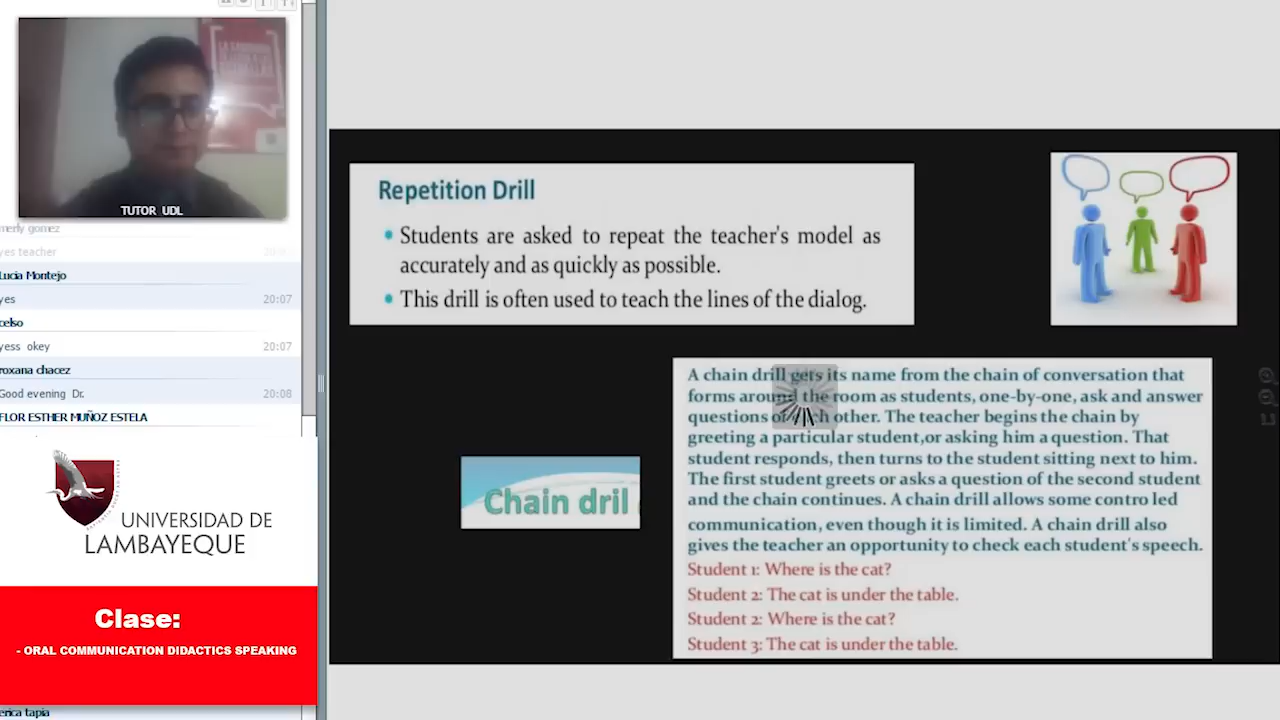 TUTOR UDL
merly gomez
yes teacher
Lucia Montejo
yes 20:07
celso
yess okey 20:07
roxana chacez
Good evening Dr. 20:08
FLOR ESTHER MUÑOZ ESTELA
UNIVERSIDAD DE
LAMBAYEQUE
Clase:
- ORAL COMMUNICATION DIDACTICS SPEAKING
erica tapia
Repetition Drill
• Students are asked to repeat the teacher's model as
accurately and as quickly as possible.
• This drill is often used to teach the lines of the dialog.
Chain dril
A chain drill gets its name from the chain of conversation that
forms around the room as students, one-by-one, ask and answer
questions of each other. The teacher begins the chain by
greeting a particular student,or asking him a question. That
student responds, then turns to the student sitting next to him.
The first student greets or asks a question of the second student
and the chain continues. A chain drill allows some contro led
communication, even though it is limited. A chain drill also
gives the teacher an opportunity to check each student's speech.
Student 1: Where is the cat?
Student 2: The cat is under the table.
Student 2: Where is the cat?
Student 3: The cat is under the table.